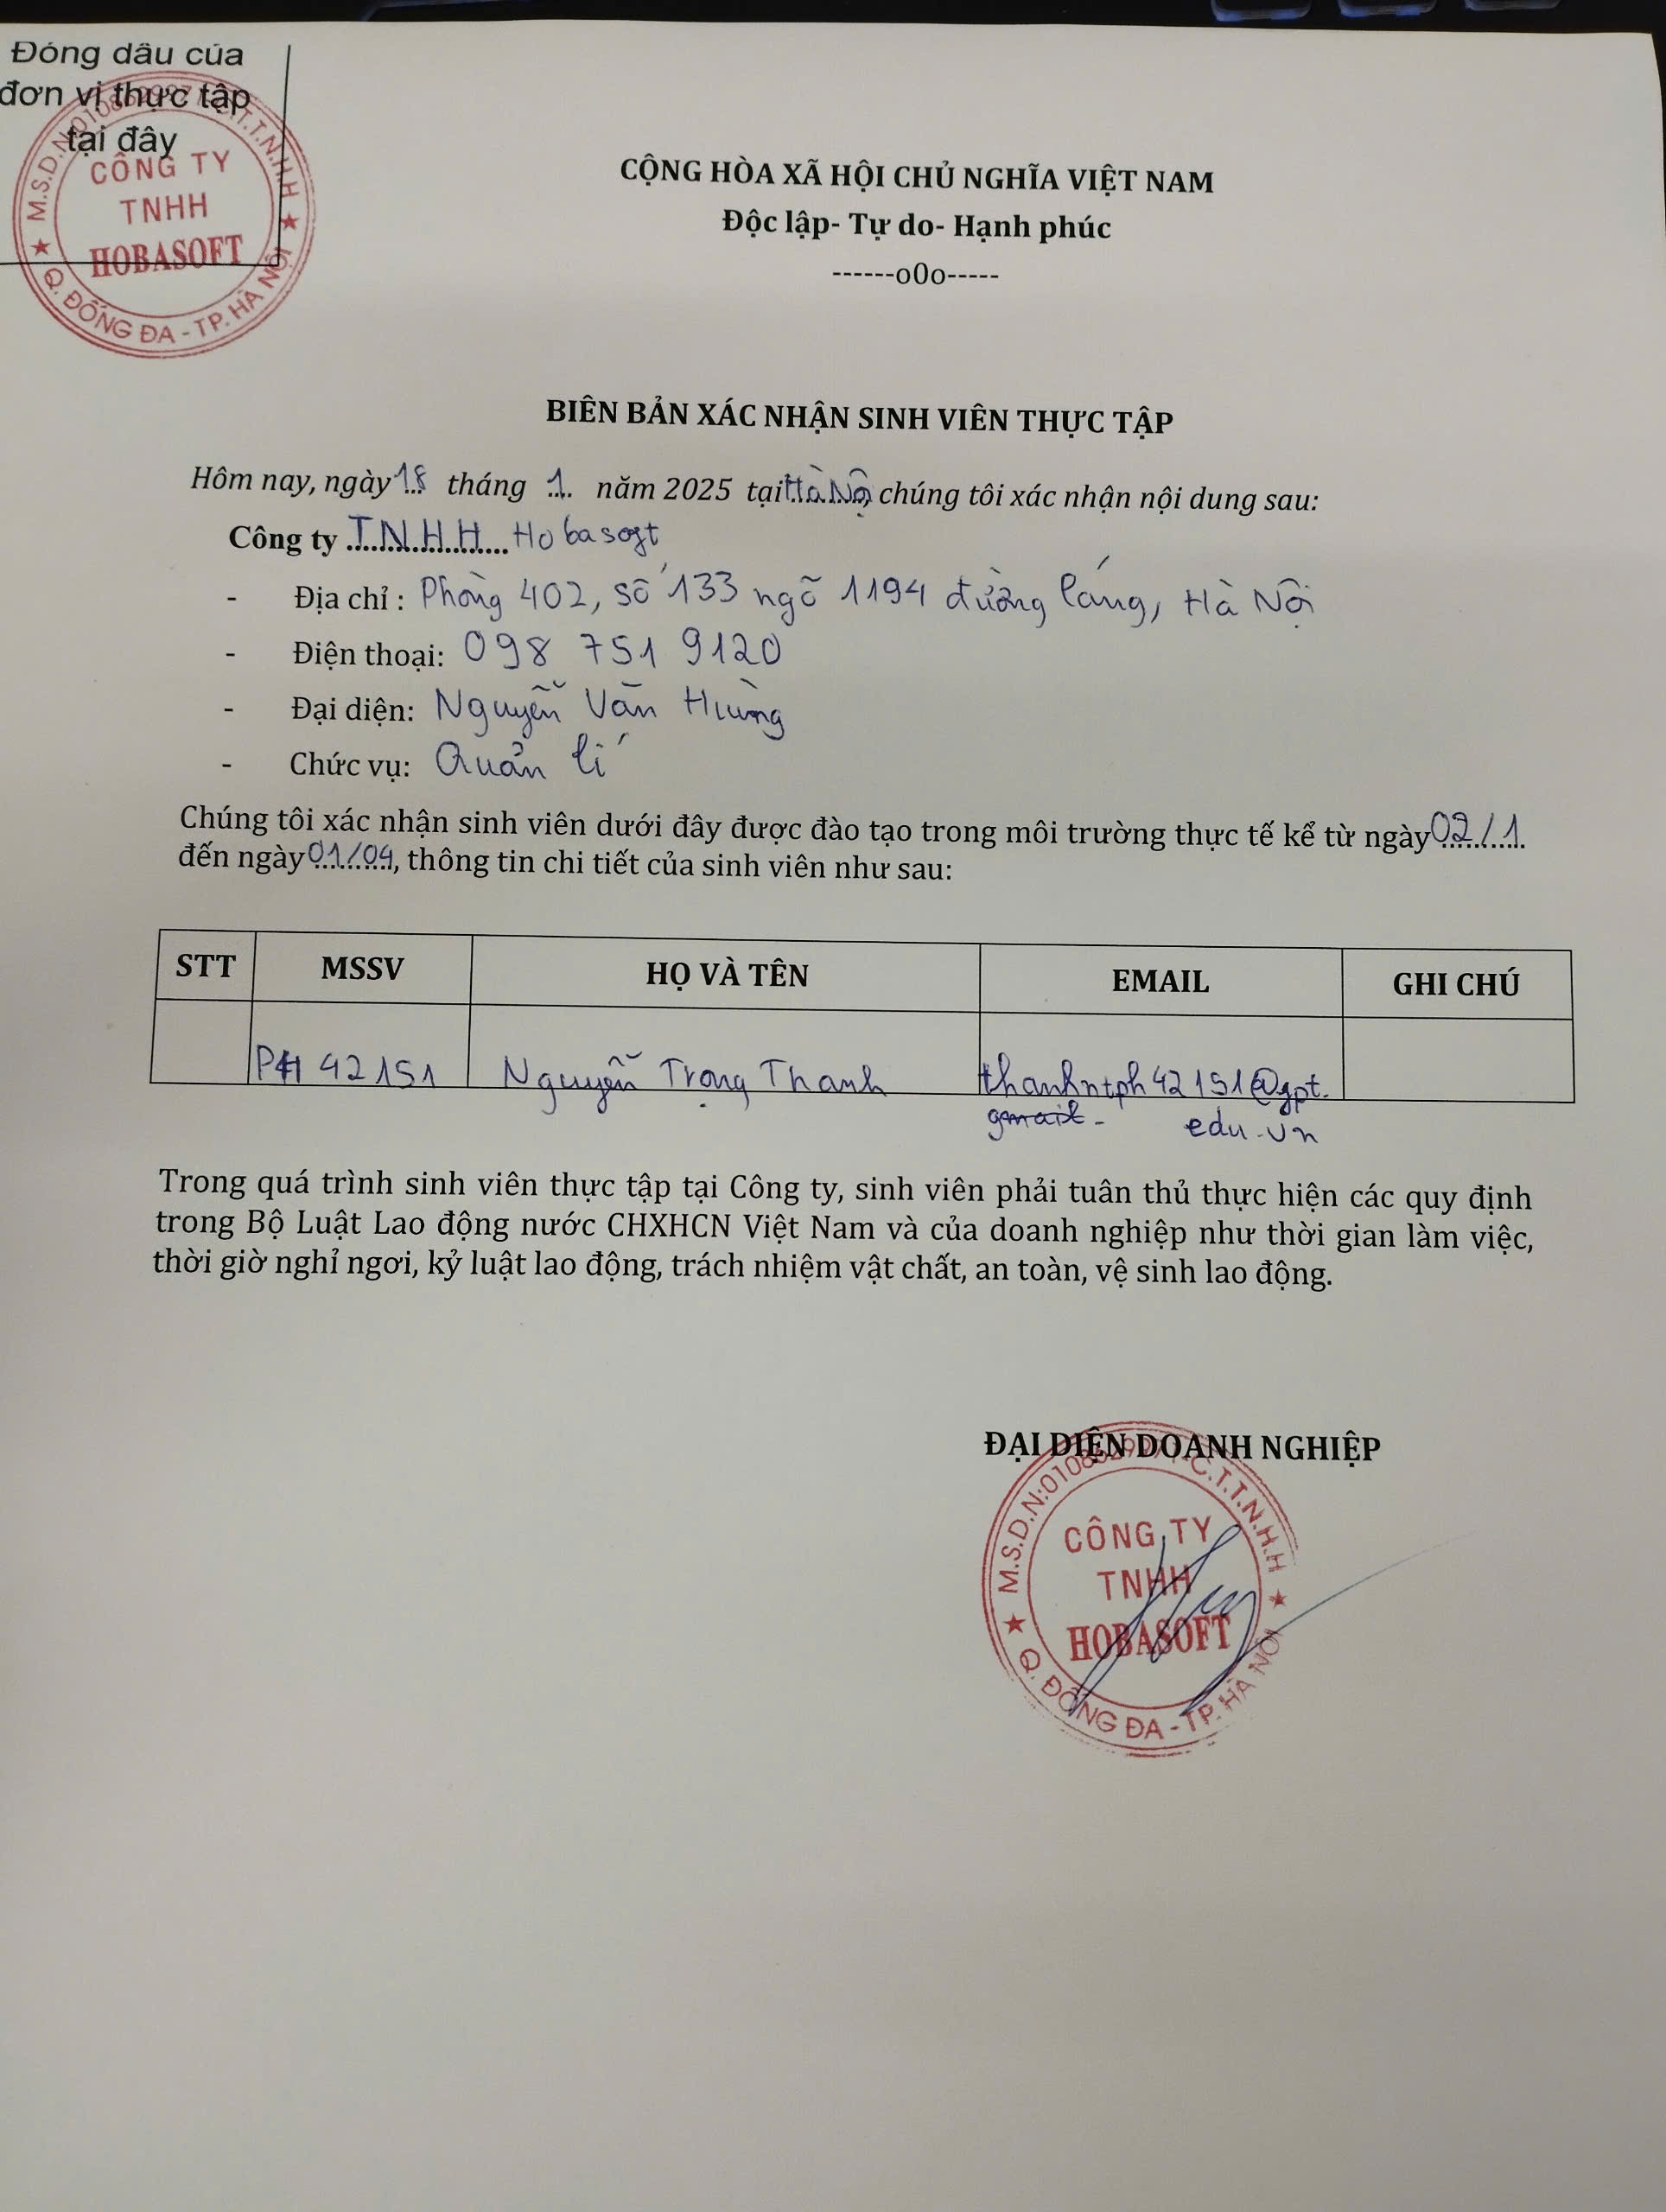 Đóng dấu của
đơn vị thực tập
tại đây
CÔNG TY
TNHH
HOBASOFT
Q. ĐỐNG ĐA - TP. HÀ NỘI
CỘNG HÒA XÃ HỘI CHỦ NGHĨA VIỆT NAM
Độc lập- Tự do- Hạnh phúc
------o0o-----
BIÊN BẢN XÁC NHẬN SINH VIÊN THỰC TẬP
Hôm nay, ngày 18 tháng 1 năm 2025 tại Hà Nội, chúng tôi xác nhận nội dung sau:
Công ty T.N.H.H Hobasoft
- Địa chỉ : Phòng 402, số 133 ngõ 1194 đường láng, Hà Nội
- Điện thoại: 098 751 9120
- Đại diện: Nguyễn Văn Hường
- Chức vụ: Quản lí
Chúng tôi xác nhận sinh viên dưới đây được đào tạo trong môi trường thực tế kể từ ngày 02/1
đến ngày 01/04, thông tin chi tiết của sinh viên như sau:
STT MSSV HỌ VÀ TÊN EMAIL GHI CHÚ
PH 42151 Nguyễn Trọng Thanh thanhntph42151@gpt.
edu.vn
Trong quá trình sinh viên thực tập tại Công ty, sinh viên phải tuân thủ thực hiện các quy định
trong Bộ Luật Lao động nước CHXHCN Việt Nam và của doanh nghiệp như thời gian làm việc,
thời giờ nghỉ ngơi, kỷ luật lao động, trách nhiệm vật chất, an toàn, vệ sinh lao động.
ĐẠI DIỆN DOANH NGHIỆP
C.T.T.N.H.H
CÔNG TY
TNHH
HOBASOFT
Q. ĐỐNG ĐA - TP. HÀ NỘI